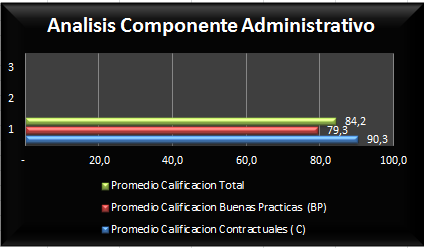 Analisis Componente Administrativo
3
2
1
84,2
79,3
90,3
- 20,0 40,0 60,0 80,0 100,0
Promedio Calificacion Total
Promedio Calificacion Buenas Practicas (BP)
Promedio Calificacion Contractuales ( C)